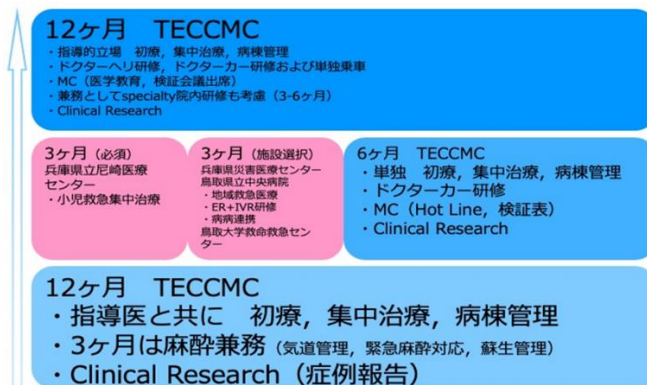 12ヶ月　TECCMC
・指導的立場　初療，集中治療，病棟管理
・ドクターヘリ研修，ドクターカー研修および単独乗車
・MC（医学教育，検証会議出席）
・兼務としてspecialty院内研修も考慮（3-6ヶ月）
・Clinical Research
3ヶ月（必須）
兵庫県立尼崎医療
センター
・小児救急集中治療
3ヶ月（施設選択）
兵庫県災害医療センター
鳥取県立中央病院
・地域救急医療
・ER+IVR研修
・病病連携
鳥取大学救命救急セン
ター
6ヶ月　TECCMC
・単独　初療，集中治療，病棟管理
・ドクターカー研修
・MC（Hot Line，検証表）
・Clinical Research
12ヶ月　TECCMC
・指導医と共に　初療，集中治療，病棟管理
・3ヶ月は麻酔兼務（気道管理，緊急麻酔対応，蘇生管理）
・Clinical Research（症例報告）